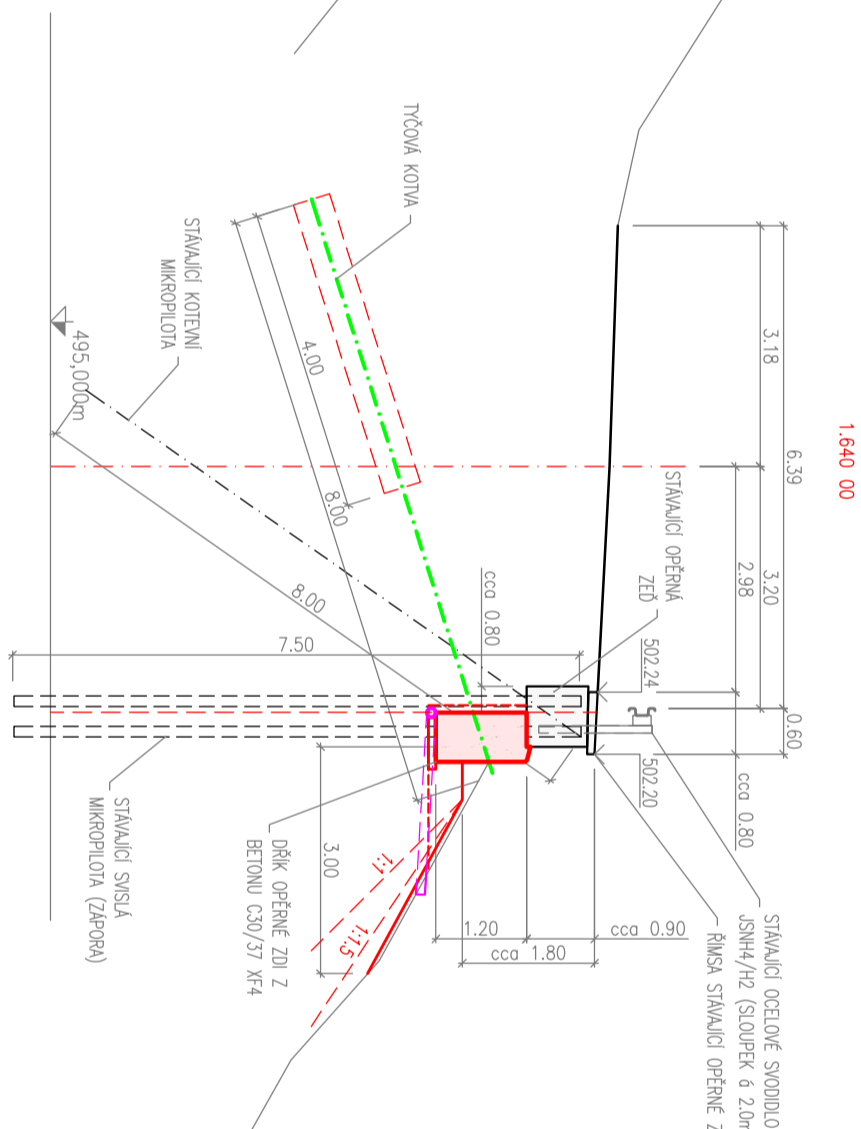 1.640 00
3.18
6.39
3.20
2.98
0.60
cca 0.80
502.24
502.20
STÁVAJÍCÍ OPĚRNÁ
ZEĎ
cca 0.80
TYČOVÁ KOTVA
STÁVAJÍCÍ KOTEVNÍ
MIKROPILOTA
495,000m
4.00
8.00
8.00
7.50
STÁVAJÍCÍ SVISLÁ
MIKROPILOTA (ZÁPORA)
3.00
DŘÍK OPĚRNÉ ZDI Z
BETONU C30/37 XF4
1:1
1:1.5
1.20
cca 1.80
cca 0.90
STÁVAJÍCÍ OCELOVÉ SVODIDLO
JSNH4/H2 (SLOUPEK á 2.0m
ŘÍMSA STÁVAJÍCÍ OPĚRNÉ